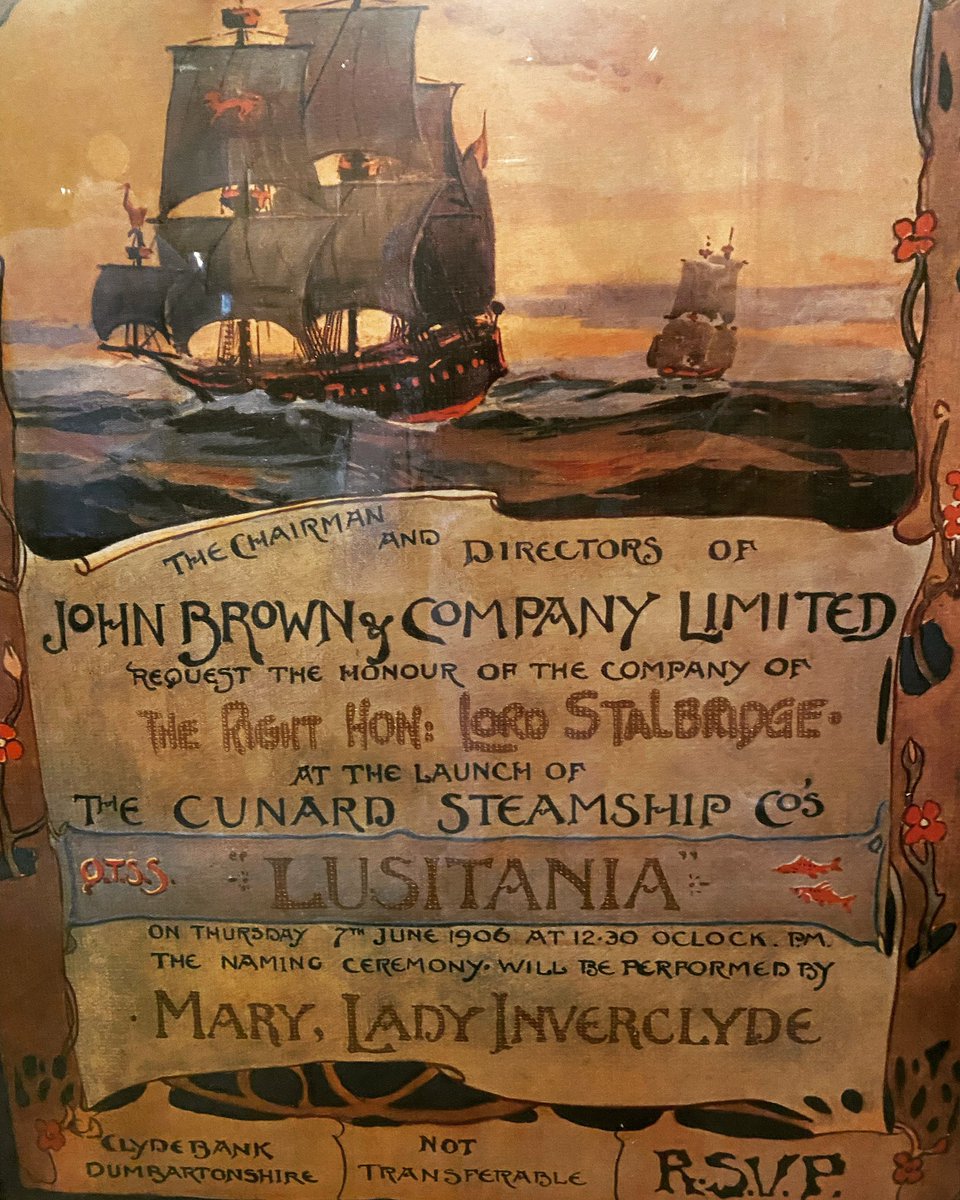 THE CHAIRMAN AND DIRECTORS OF
JOHN BROWN & COMPANY LIMITED
REQUEST THE HONOUR OF THE COMPANY OF
THE RIGHT HON: LORD STALBRIDGE.
AT THE LAUNCH OF
THE CUNARD STEAMSHIP CO'S
Q.T.S.S. "LUSITANIA"
ON THURSDAY 7TH JUNE 1906 AT 12.30 OCLOCK. P.M.
THE NAMING CEREMONY. WILL BE PERFORMED BY
. MARY, LADY INVERCLYDE
CLYDEBANK
DUMBARTONSHIRE
NOT
TRANSFERABLE
R.S.V.P.